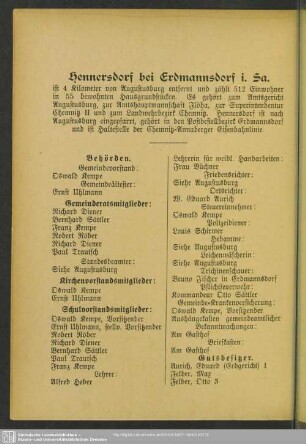 Hennersdorf bei Erdmannsdorf i. Sa.
ist 4 Kilometer von Augustusburg entfernt und zählt 512 Einwohner
in 55 bewohnten Hausgrundstücken. Es gehört zum Amtsgericht
Augustusburg, zur Amtshauptmannschaft Flöha, zur Superintendentur
Chemnitz II und zum Landwehrbezirk Chemnitz. Hennersdorf ist nach
Augustusburg eingepfarrt, gehört in den Postbestellbezirk Erdmannsdorf
und ist Haltestelle der Chemnitz-Annaberger Eisenbahnlinie
Behörden.
Gemeindevorstand:
Oswald Kempe
Gemeindeältester:
Ernst Uhlmann
Gemeinderatsmitglieder:
Richard Diener
Bernhard Sättler
Franz Kempe
Robert Röber
Richard Diener
Paul Trautsch
Standesbeamter:
Siehe Augustusburg
Kirchenvorstandsmitglieder:
Oswald Kempe
Ernst Uhlmann
Schulvorstandsmitglieder:
Oswald Kempe, Vorsitzender
Ernst Uhlmann, stellv. Vorsitzender
Robert Röber
Richard Diener
Bernhard Sättler
Paul Trautsch
Franz Kempe
Lehrer:
Alfred Heber
Lehrerin für weibl. Handarbeiten:
Frau Büchner
Friedensrichter:
Siehe Augustusburg
Ortsrichter:
W. Eduard Aurich
Steuereinnehmer:
Oswald Kempe
Polizeidiener:
Louis Schirmer
Hebamme:
Siehe Augustusburg
Leichenwäscherin:
Siehe Augustusburg
Trichinenschauer:
Bruno Fischer in Erdmannsdorf
Pflichtfeuerwehr:
Kommandeur Otto Sättler
Gemeinde-Krankenversicherung:
Oswald Kempe, Vorsitzender
Aushängekasten gemeindeamtlicher
Bekanntmachungen:
Am Gasthof
Briefkasten:
Am Gasthof
Gutsbesitzer.
Aurich, Eduard (Erbgericht) 1
Felber, Max
Felber, Otto 3